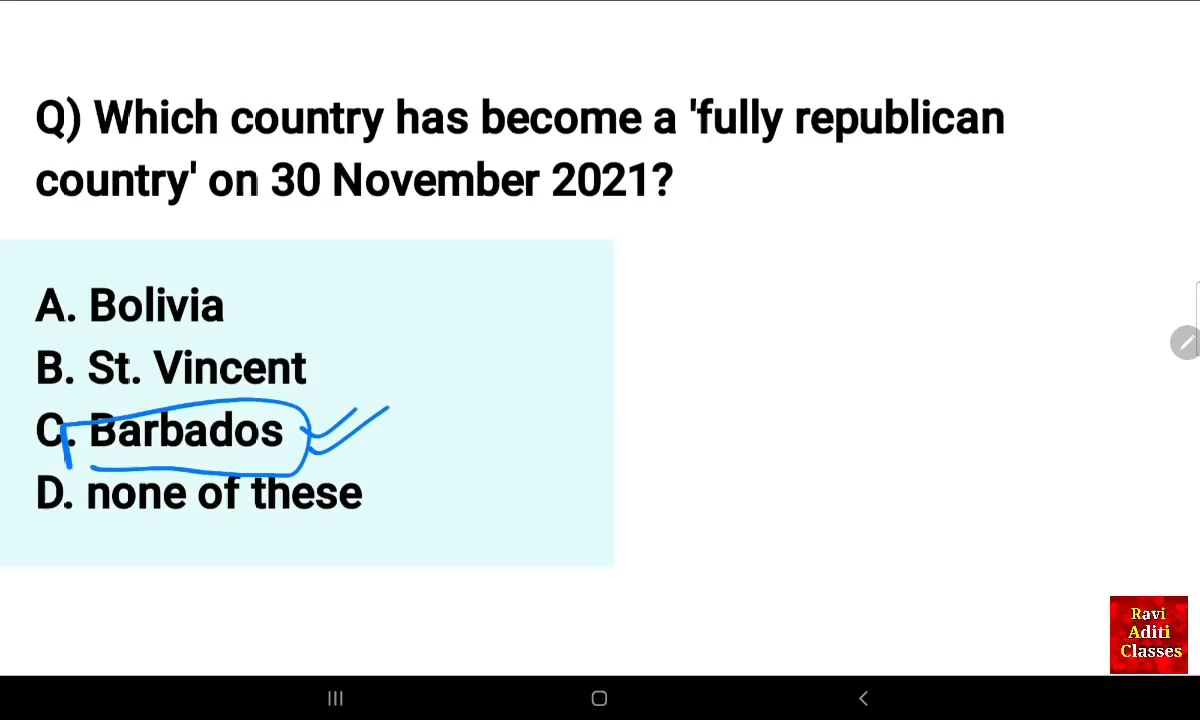 Q) Which country has become a 'fully republican
country' on 30 November 2021?
A. Bolivia
B. St. Vincent
C. Barbados
D. none of these
Ravi
Aditi
Classes